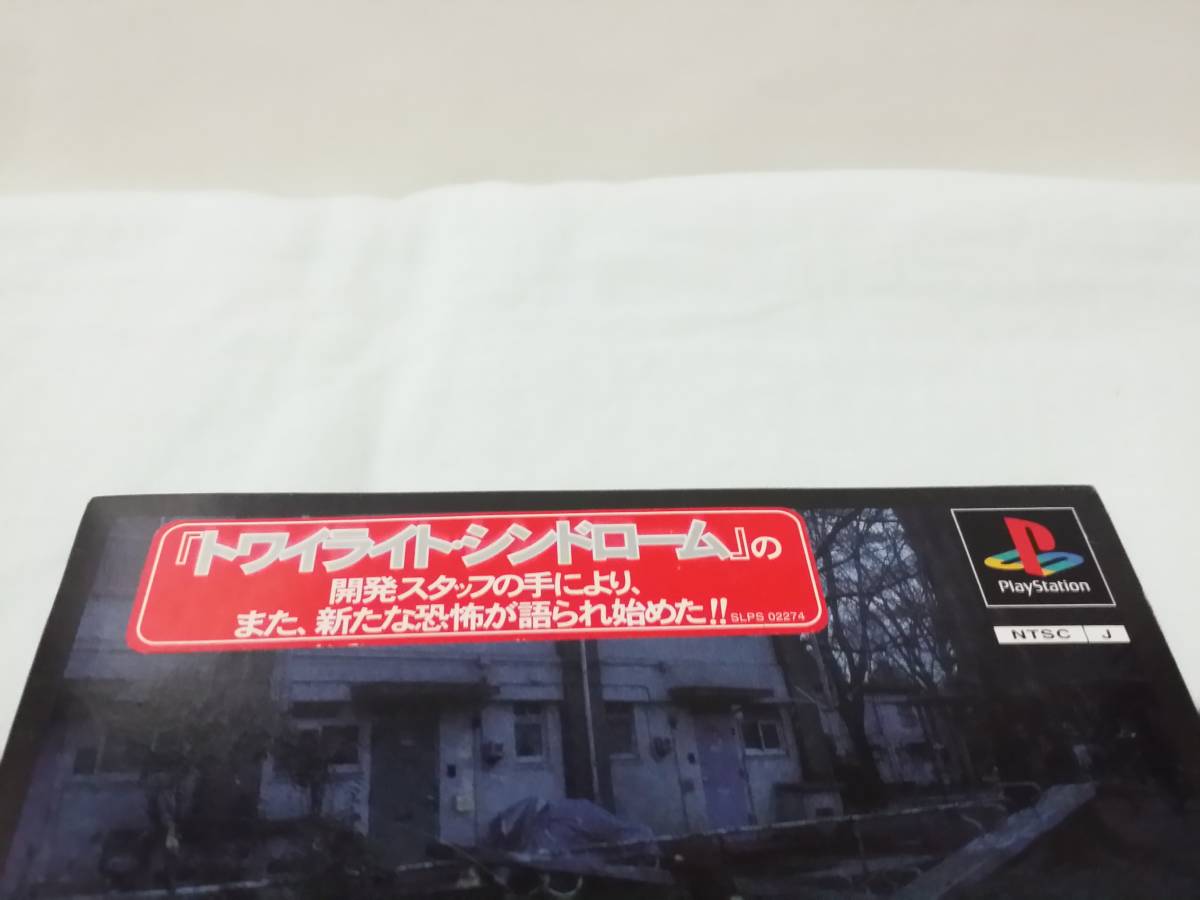 『トワイライト・シンドローム』の
開発スタッフの手により、
また、新たな恐怖が語られ始めた!!
SLPS 02274
PlayStation
NTSC J